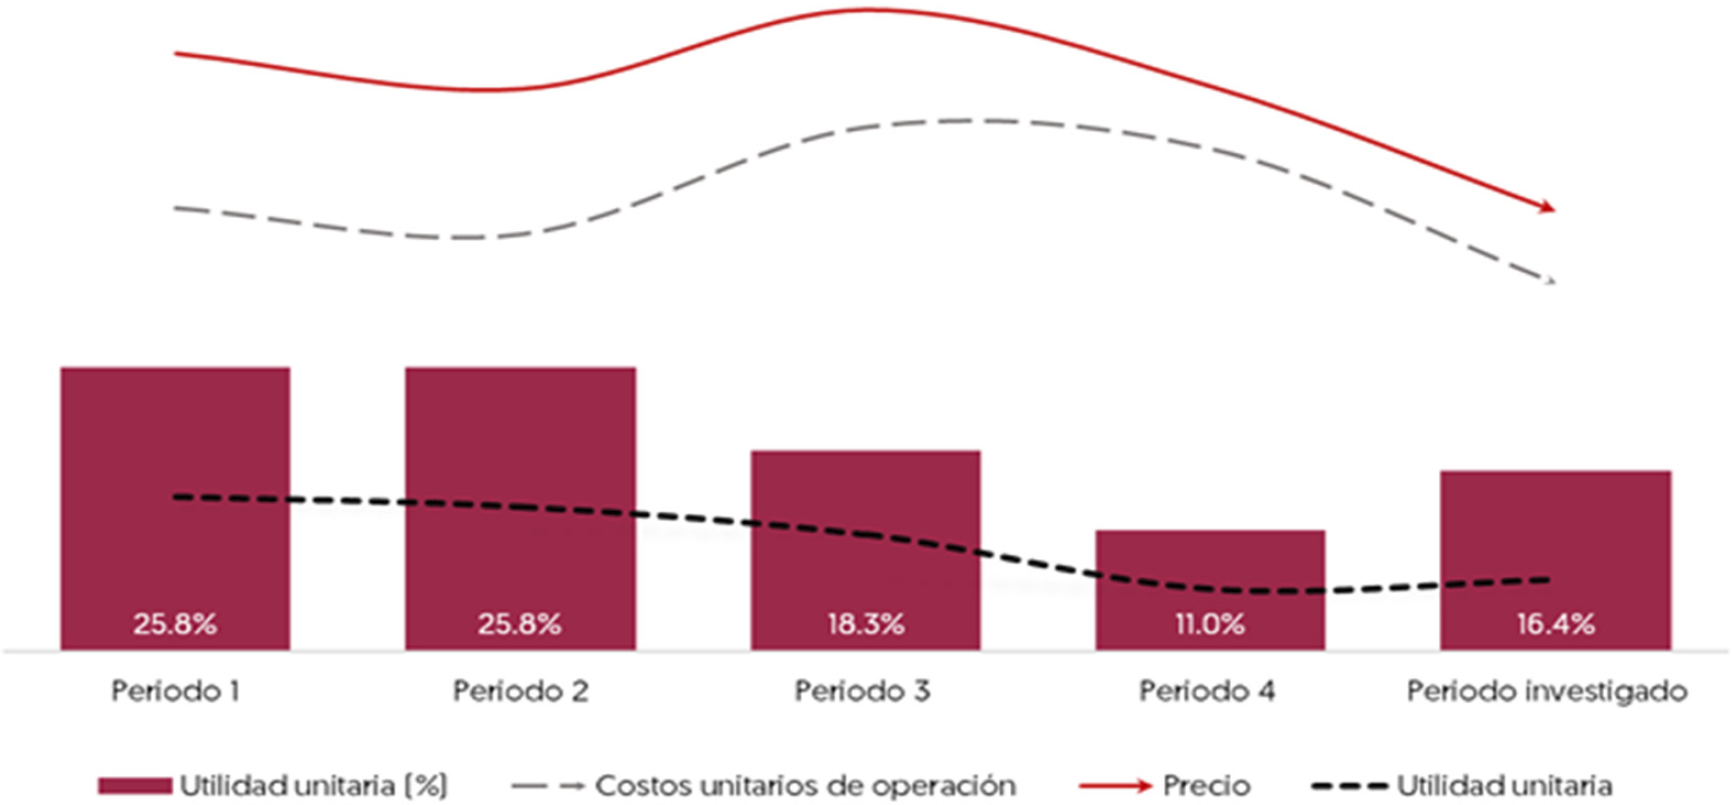 25.8% 25.8% 18.3% 11.0% 16.4%
Periodo 1 Periodo 2 Periodo 3 Periodo 4 Periodo investigado
Utilidad unitaria (%) Costos unitarios de operación Precio Utilidad unitaria